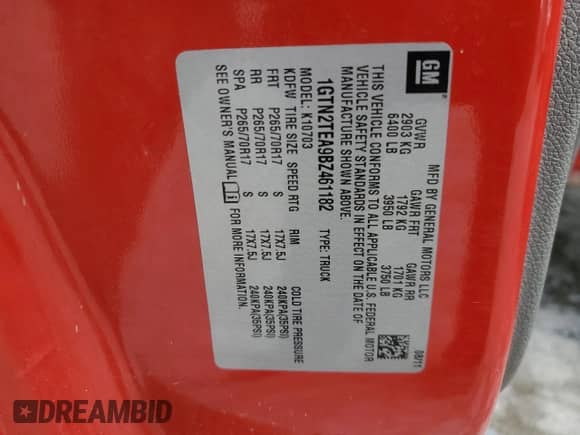 GM
MFD BY GENERAL MOTORS LLC
08/11
GVWR GAWR FRT GAWR RR
2903 KG 1792 KG 1701 KG
6400 LB 3950 LB 3750 LB
THIS VEHICLE CONFORMS TO ALL APPLICABLE U.S. FEDERAL MOTOR
VEHICLE SAFETY STANDARDS IN EFFECT ON THE DATE OF
MANUFACTURE SHOWN ABOVE.
1GTN2TEA9BZ461182 TYPE: TRUCK
MODEL: K10703
KDFW TIRE SIZE SPEED RTG RIM COLD TIRE PRESSURE
FRT P265/70R17 S 17X7.5J 240KPA(35PSI)
RR P265/70R17 S 17X7.5J 240KPA(35PSI)
SPA P265/70R17 S 17X7.5J 240KPA(35PSI)
SEE OWNER'S MANUAL FOR MORE INFORMATION.
DREAMBID